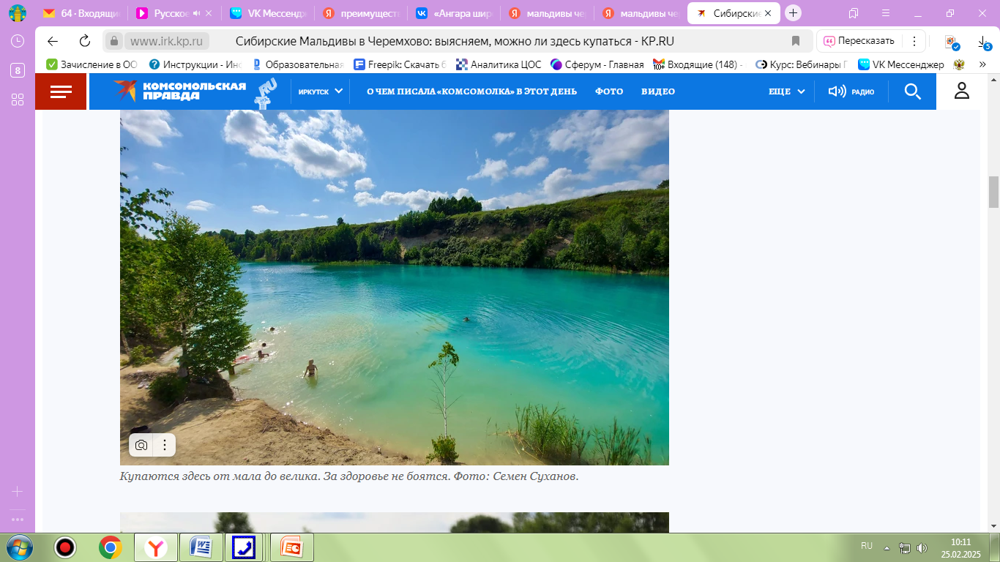 64 · Входящие
Русское
VK Мессендж
преимуществ
«Ангара шир
мальдивы че
мальдивы че
Сибирские
www.irk.kp.ru
Сибирские Мальдивы в Черемхово: выясняем, можно ли здесь купаться - KP.RU
Пересказать
5
8
Зачисление в ОО
Инструкции - Инс
Образовательная
Freepik: Скачать б
Аналитика ЦОС
Сферум - Главная
100+
Входящие (148) -
Курс: Вебинары Г
VK Мессенджер
»
КОМСОМОЛЬСКАЯ
ПРАВДА
.RU
ИРКУТСК
О ЧЕМ ПИСАЛА «КОМСОМОЛКА» В ЭТОТ ДЕНЬ
ФОТО
ВИДЕО
ЕЩЕ
РАДИО
Купаются здесь от мала до велика. За здоровье не боятся. Фото: Семен Суханов.
RU
10:11
25.02.2025